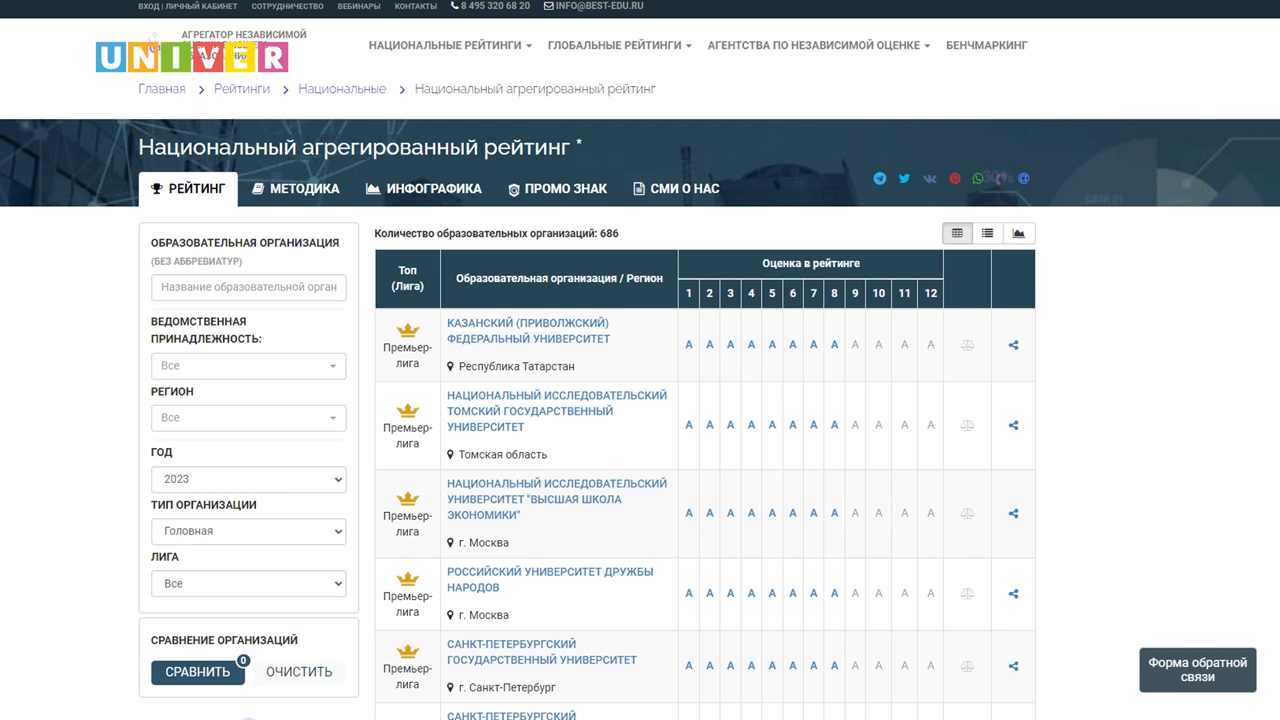 ВХОД | ЛИЧНЫЙ КАБИНЕТ СОТРУДНИЧЕСТВО ВЕБИНАРЫ КОНТАКТЫ 8 495 320 68 20 INFO@BEST-EDU.RU
АГРЕГАТОР НЕЗАВИСИМОЙ
UNIVER
НАЦИОНАЛЬНЫЕ РЕЙТИНГИ ГЛОБАЛЬНЫЕ РЕЙТИНГИ АГЕНТСТВА ПО НЕЗАВИСИМОЙ ОЦЕНКЕ БЕНЧМАРКИНГ
Главная > Рейтинги > Национальные > Национальный агрегированный рейтинг
Национальный агрегированный рейтинг *
РЕЙТИНГ МЕТОДИКА ИНФОГРАФИКА ПРОМО ЗНАК СМИ О НАС
ОБРАЗОВАТЕЛЬНАЯ ОРГАНИЗАЦИЯ
(БЕЗ АББРЕВИАТУР)
Название образовательной орган
ВЕДОМСТВЕННАЯ
ПРИНАДЛЕЖНОСТЬ:
Все
РЕГИОН
Все
ГОД
2023
ТИП ОРГАНИЗАЦИИ
Головная
ЛИГА
Все
СРАВНЕНИЕ ОРГАНИЗАЦИЙ
СРАВНИТЬ 0 ОЧИСТИТЬ
Количество образовательных организаций: 686
Топ
(Лига)
Образовательная организация / Регион
Оценка в рейтинге
1 2 3 4 5 6 7 8 9 10 11 12
Премьер-
лига
КАЗАНСКИЙ (ПРИВОЛЖСКИЙ)
ФЕДЕРАЛЬНЫЙ УНИВЕРСИТЕТ
Республика Татарстан
A A A A A A A A A A A A
Премьер-
лига
НАЦИОНАЛЬНЫЙ ИССЛЕДОВАТЕЛЬСКИЙ
ТОМСКИЙ ГОСУДАРСТВЕННЫЙ
УНИВЕРСИТЕТ
Томская область
A A A A A A A A A A A A
Премьер-
лига
НАЦИОНАЛЬНЫЙ ИССЛЕДОВАТЕЛЬСКИЙ
УНИВЕРСИТЕТ "ВЫСШАЯ ШКОЛА
ЭКОНОМИКИ"
г. Москва
A A A A A A A A A A A A
Премьер-
лига
РОССИЙСКИЙ УНИВЕРСИТЕТ ДРУЖБЫ
НАРОДОВ
г. Москва
A A A A A A A A A A A A
Премьер-
лига
САНКТ-ПЕТЕРБУРГСКИЙ
ГОСУДАРСТВЕННЫЙ УНИВЕРСИТЕТ
г. Санкт-Петербург
A A A A A A A A A A A A
САНКТ-ПЕТЕРБУРГСКИЙ
Форма обратной
связи